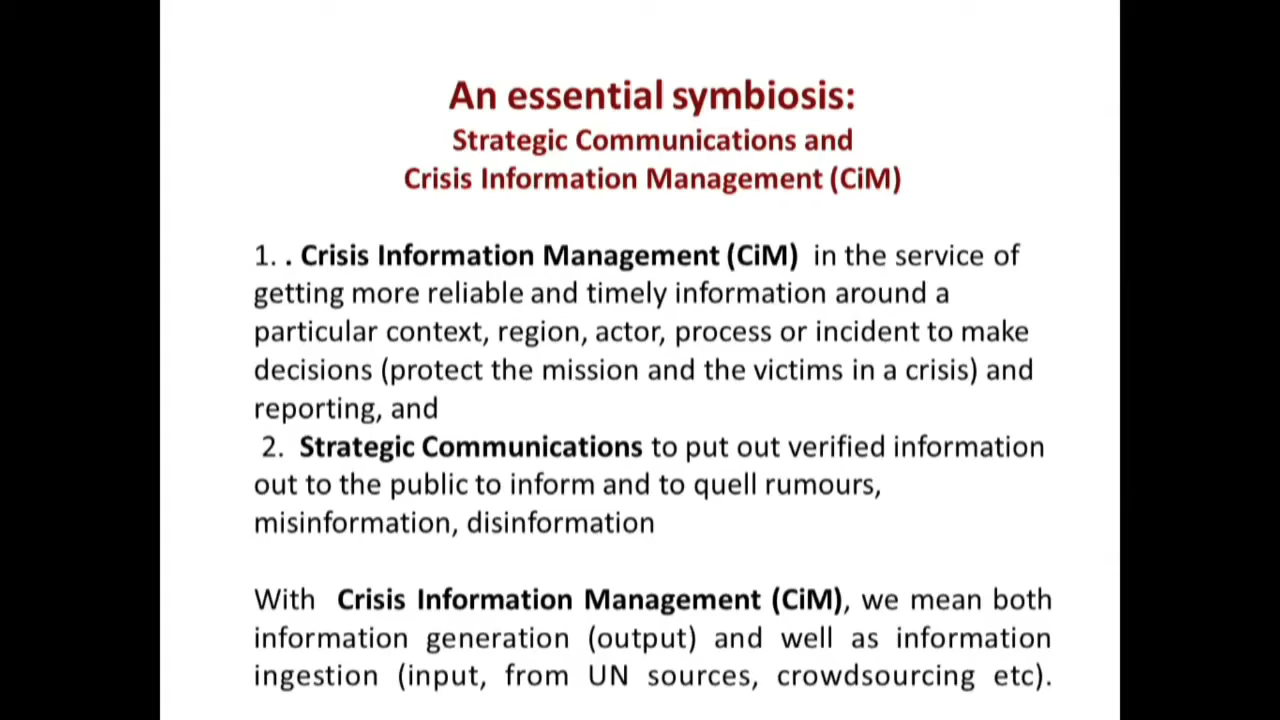 An essential symbiosis:
Strategic Communications and
Crisis Information Management (CiM)
1. . Crisis Information Management (CiM) in the service of
getting more reliable and timely information around a
particular context, region, actor, process or incident to make
decisions (protect the mission and the victims in a crisis) and
reporting, and
2. Strategic Communications to put out verified information
out to the public to inform and to quell rumours,
misinformation, disinformation
With Crisis Information Management (CiM), we mean both
information generation (output) and well as information
ingestion (input, from UN sources, crowdsourcing etc).